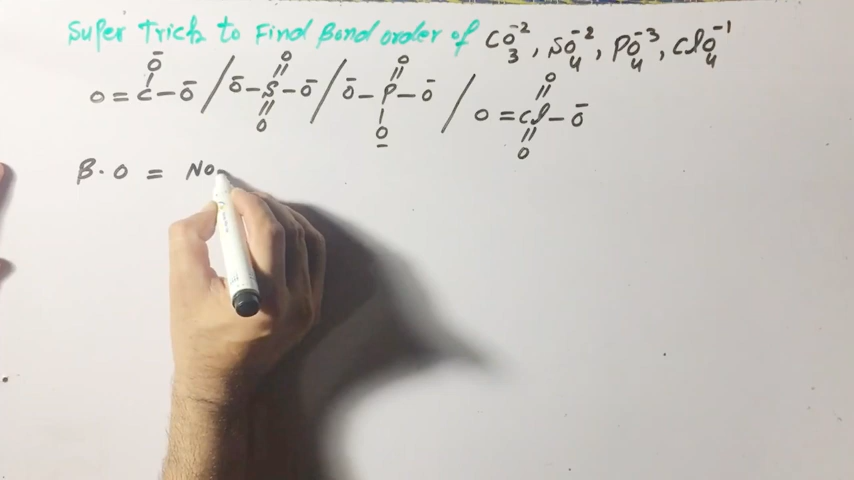 Super Trick to Find Bond order of CO₃⁻², SO₄⁻², PO₄⁻³, ClO₄⁻¹
O⁻ O O O
O = C – O⁻ / O⁻ – S – O⁻ / O⁻ – P – O⁻ / O = Cl – O⁻
O O⁻ O
B.O = No